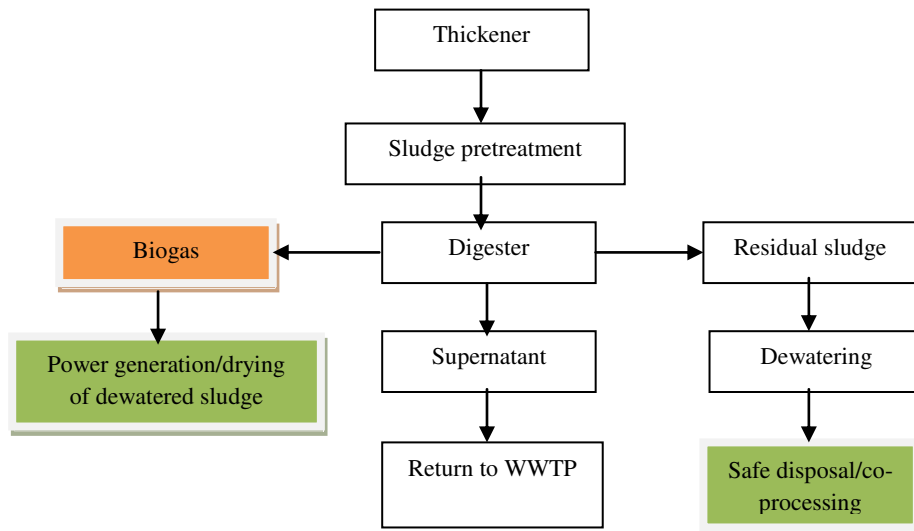 Thickener
Sludge pretreatment
Biogas
Digester
Residual sludge
Power generation/drying
of dewatered sludge
Supernatant
Dewatering
Return to WWTP
Safe disposal/co-
processing